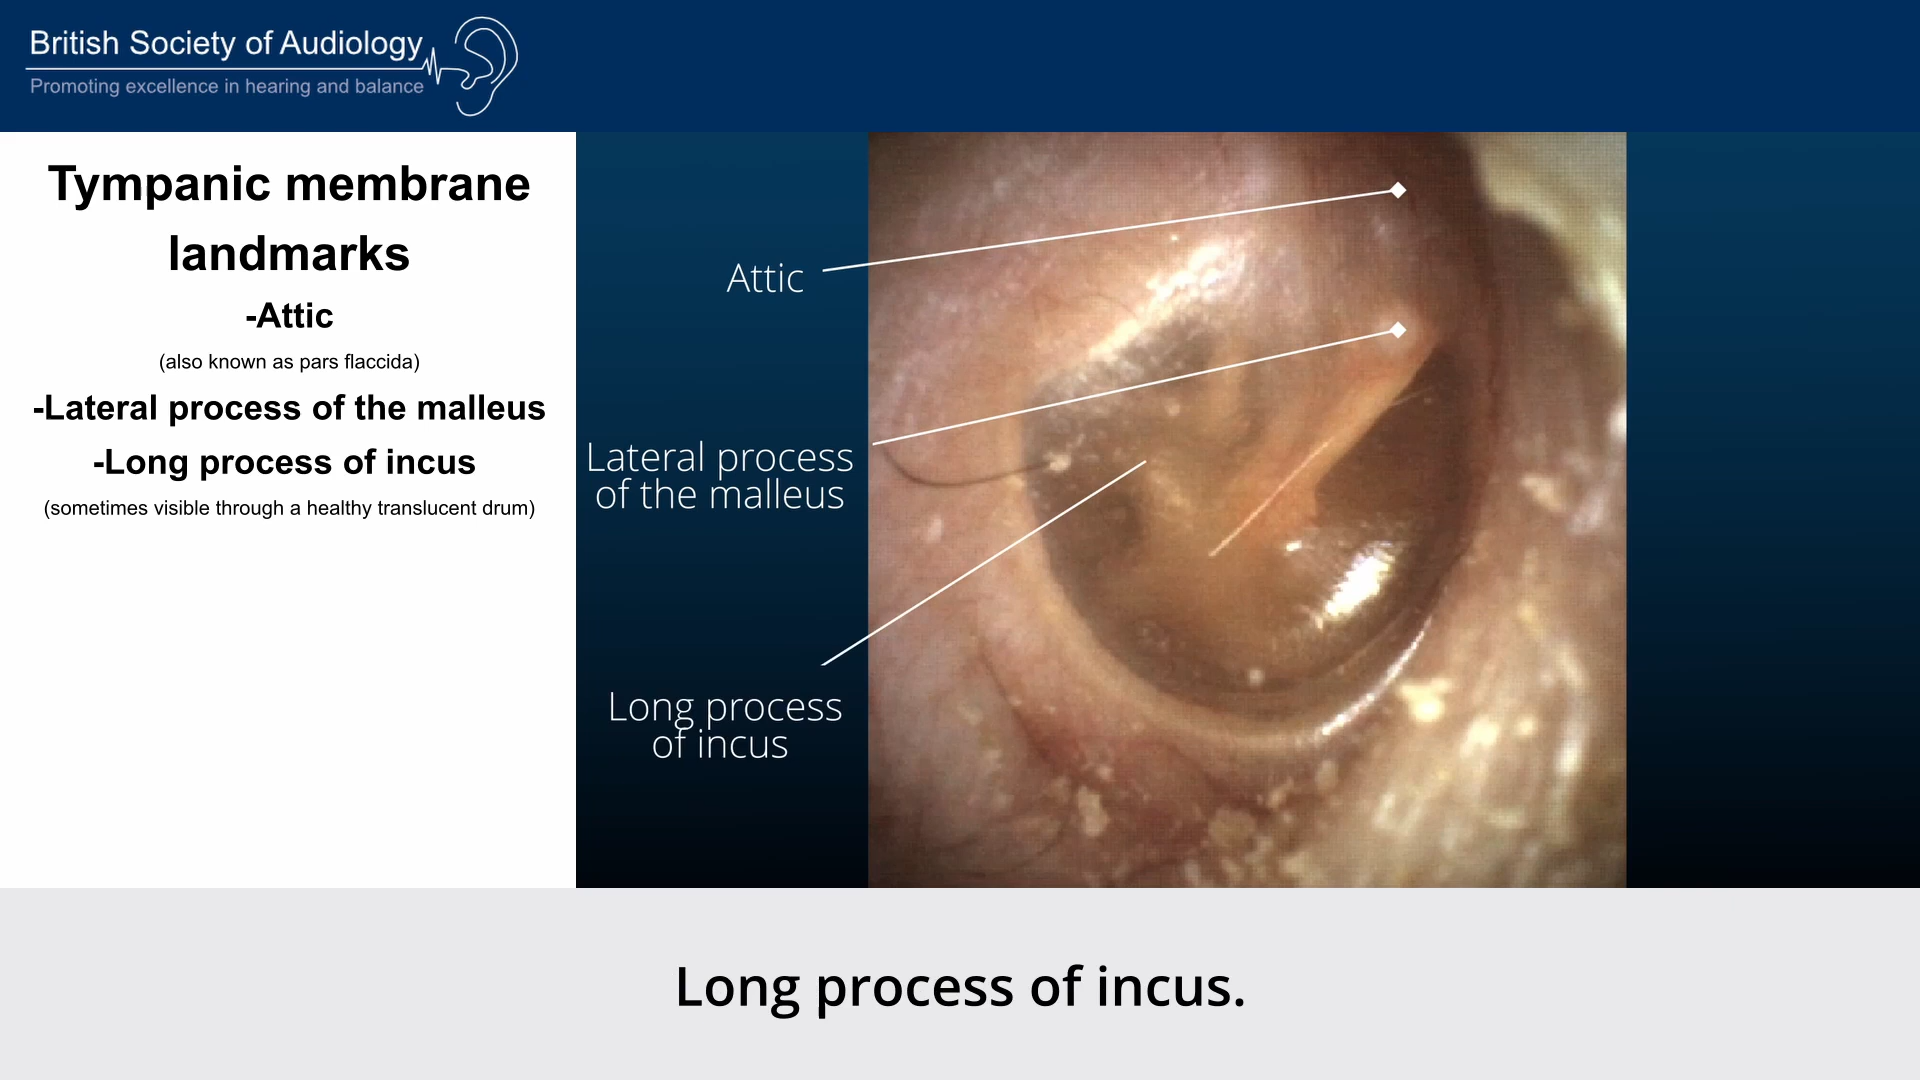 British Society of Audiology
Promoting excellence in hearing and balance
Tympanic membrane
landmarks
-Attic
(also known as pars flaccida)
-Lateral process of the malleus
-Long process of incus
(sometimes visible through a healthy translucent drum)
Attic
Lateral process
of the malleus
Long process
of incus
Long process of incus.